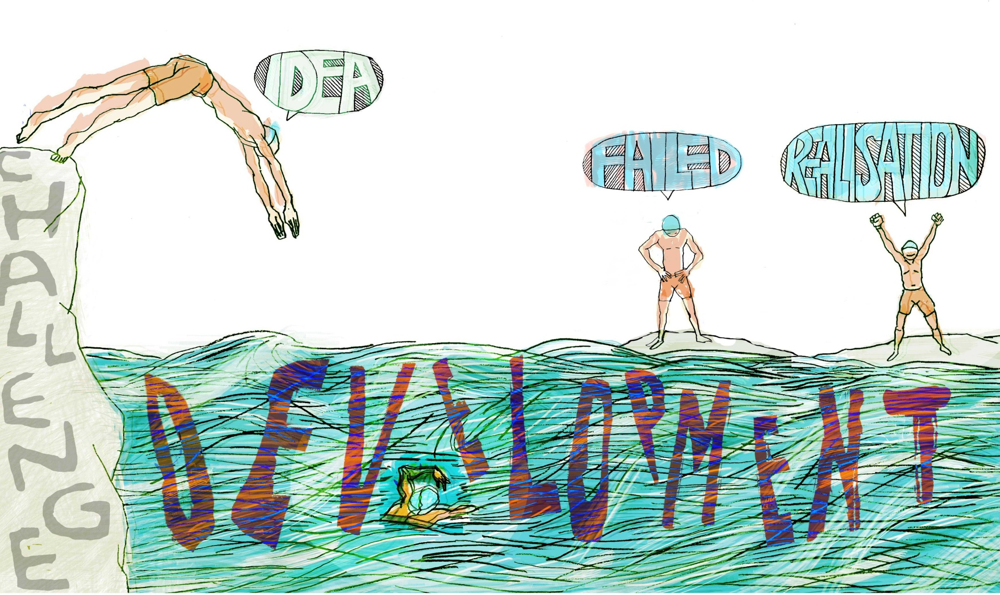 CHALLENGE
IDEA
FAILED
REALISATION
DEVELOPMENT